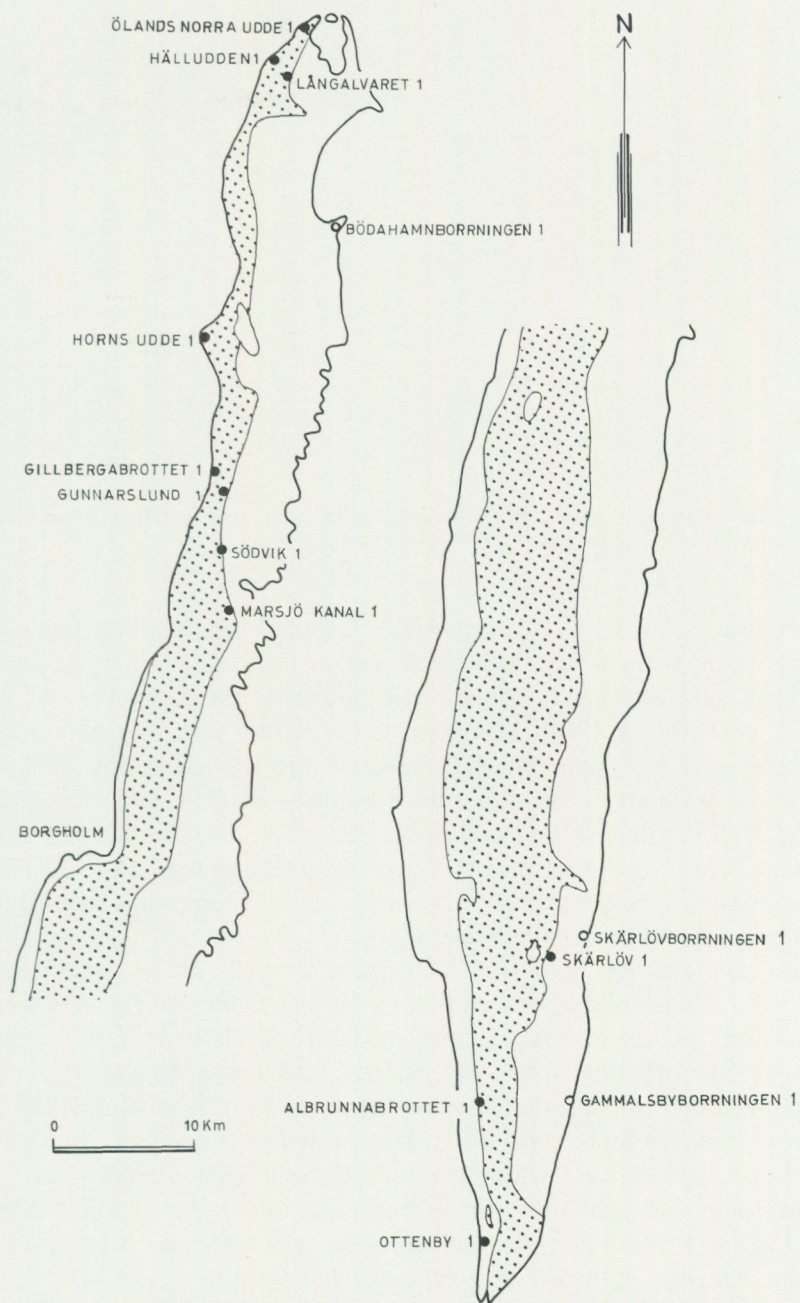 ÖLANDS NORRA UDDE 1
N
HÄLLUDDEN 1
LÅNGALVARET 1
BÖDAHAMNBORRNINGEN 1
HORNS UDDE 1
GILLBERGABROTTET 1
GUNNARSLUND 1
SÖDVIK 1
MARSJÖ KANAL 1
BORGHOLM
SKÄRLÖVBORRNINGEN 1
SKÄRLÖV 1
ALBRUNNABROTTET 1
GAMMALSBYBORRNINGEN 1
0 10 Km
OTTENBY 1